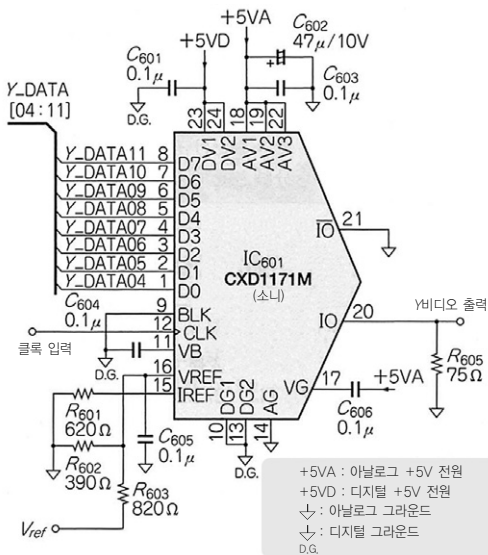 +5VA
+5VD
C602
47μ/10V
C601
0.1μ
C603
0.1μ
Y_DATA
[04:11]
D.G.
23
24
18
19
22
DV1
DV2
AV1
AV2
AV3
Y_DATA11 8 D7
Y_DATA10 7 D6
Y_DATA09 6 D5
Y_DATA08 5 D4
Y_DATA07 4 D3
Y_DATA06 3 D2
Y_DATA05 2 D1
Y_DATA04 1 D0
IO 21
IC601
CXD1171M
(소니)
C604
0.1μ
9 BLK
12 CLK
11 VB
클록 입력
D.G.
IO 20
Y비디오 출력
R605
75Ω
16 VREF
15 IREF
VG 17
+5VA
C606
0.1μ
DG1
DG2
AG
10
13
14
D.G.
R601
620Ω
C605
0.1μ
R602
390Ω
R603
820Ω
Vref
+5VA : 아날로그 +5V 전원
+5VD : 디지털 +5V 전원
: 아날로그 그라운드
: 디지털 그라운드
D.G.